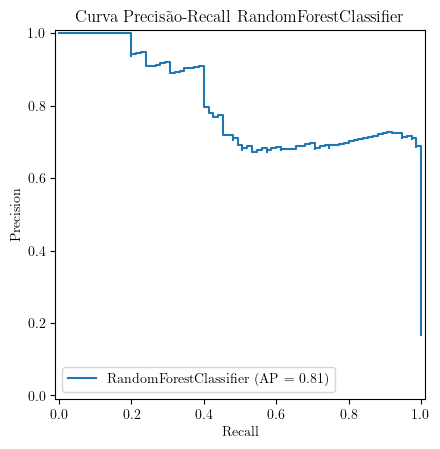 Curva Precisão-Recall RandomForestClassifier
1.0
0.8
0.6
0.4
0.2
0.0
Precision
RandomForestClassifier (AP = 0.81)
0.0 0.2 0.4 0.6 0.8 1.0
Recall